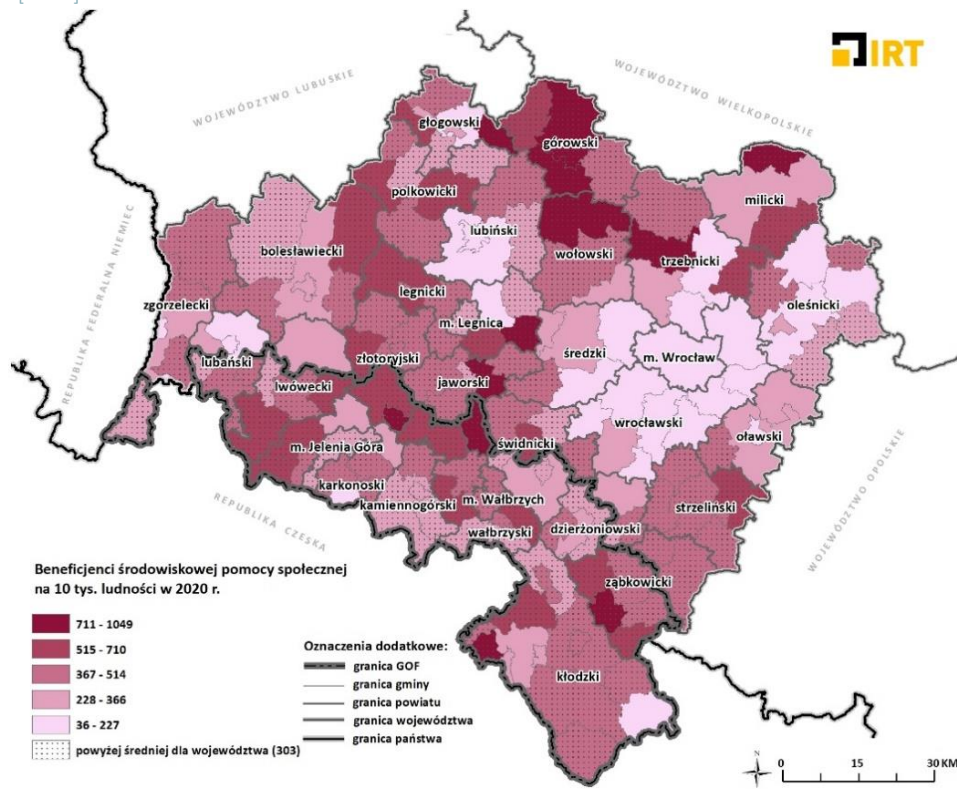 IRT
WOJEWÓDZTWO LUBUSKIE
WOJEWÓDZTWO WIELKOPOLSKIE
REPUBLIKA FEDERALNA NIEMIEC
WOJEWÓDZTWO OPOLSKIE
REPUBLIKA CZESKA
głogowski
górowski
polkowicki
milicki
lubiński
bolesławiecki
wołowski
trzebnicki
legnicki
oleśnicki
zgorzelecki
m. Legnica
średzki
m. Wrocław
lubański
złotoryjski
lwówecki
jaworski
wrocławski
świdnicki
oławski
m. Jelenia Góra
karkonoski
kamiennogórski
m. Wałbrzych
strzeliński
wałbrzyski
dzierżoniowski
ząbkowicki
kłodzki
Beneficjenci środowiskowej pomocy społecznej
na 10 tys. ludności w 2020 r.
711 - 1049
515 - 710
367 - 514
228 - 366
36 - 227
powyżej średniej dla województwa (303)
Oznaczenia dodatkowe:
granica GOF
granica gminy
granica powiatu
granica województwa
granica państwa
N
0 15 30 KM